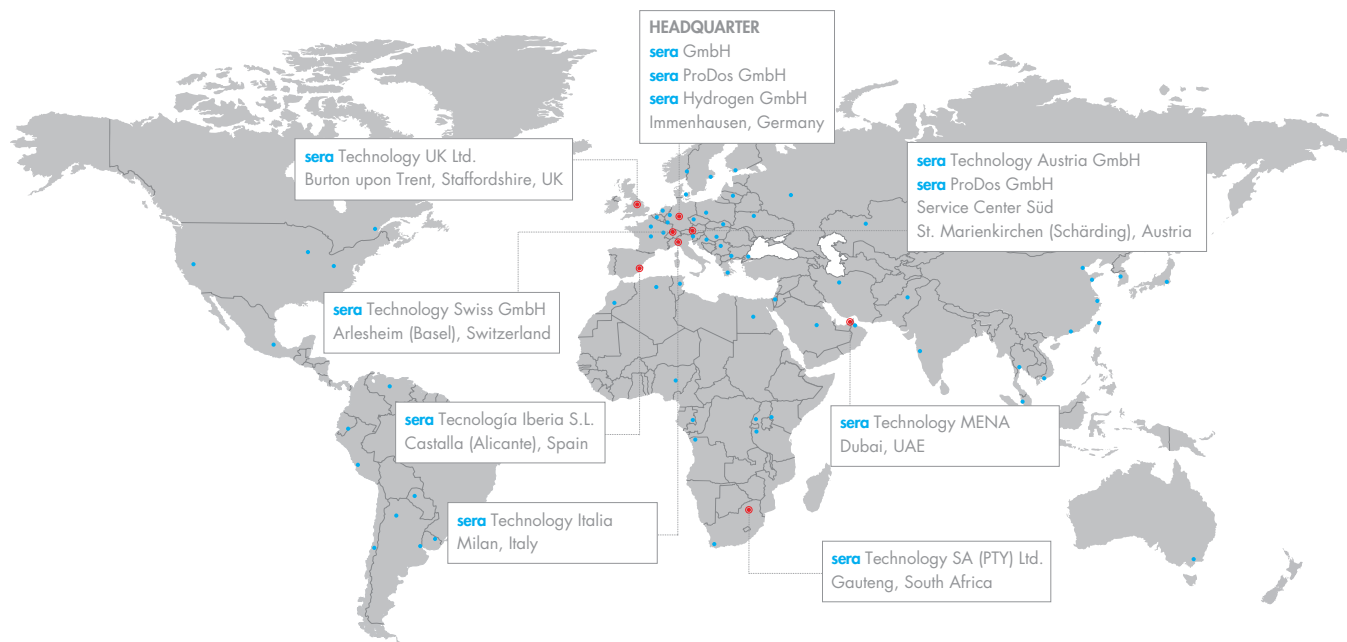 HEADQUARTER
sera GmbH
sera ProDos GmbH
sera Hydrogen GmbH
Immenhausen, Germany
sera Technology UK Ltd.
Burton upon Trent, Staffordshire, UK
sera Technology Austria GmbH
sera ProDos GmbH
Service Center Süd
St. Marienkirchen (Schärding), Austria
sera Technology Swiss GmbH
Arlesheim (Basel), Switzerland
sera Tecnología Iberia S.L.
Castalla (Alicante), Spain
sera Technology MENA
Dubai, UAE
sera Technology Italia
Milan, Italy
sera Technology SA (PTY) Ltd.
Gauteng, South Africa